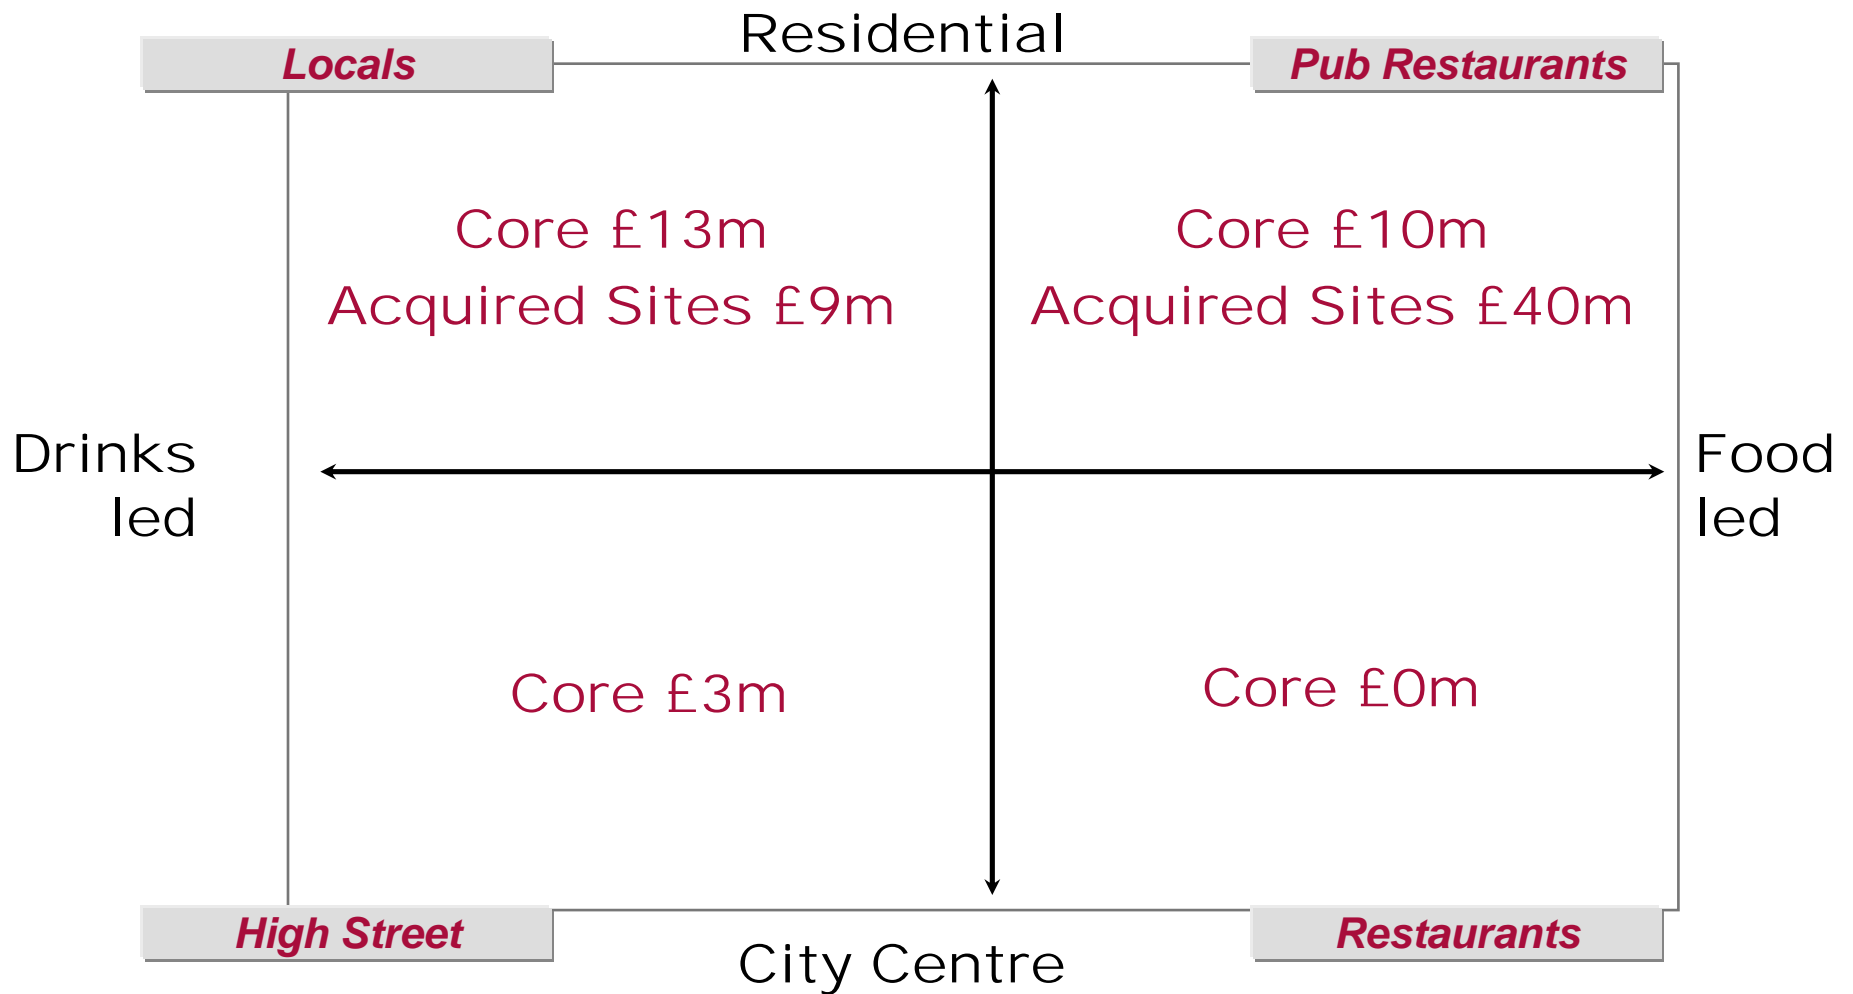 Residential
Locals
Pub Restaurants
Core £13m
Acquired Sites £9m
Core £10m
Acquired Sites £40m
Drinks
led
Food
led
Core £3m
Core £0m
High Street
Restaurants
City Centre